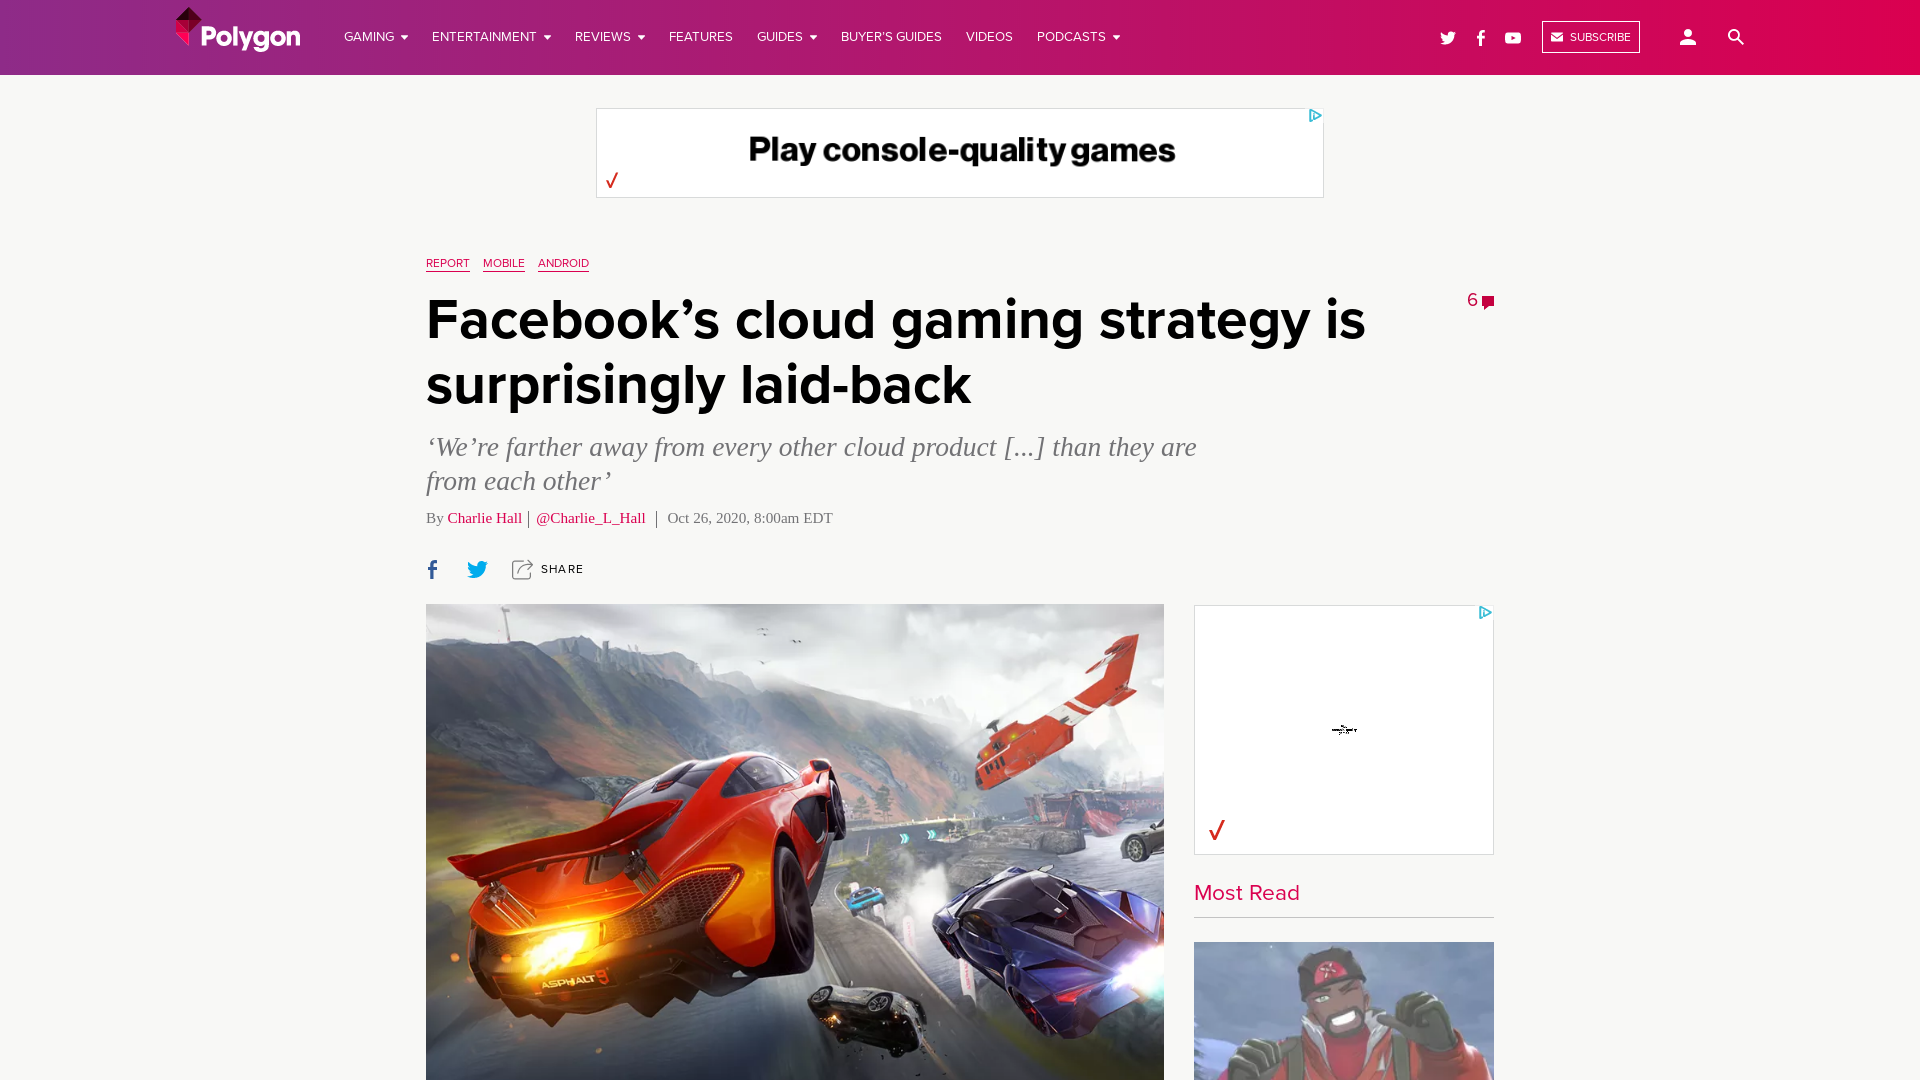 Polygon
GAMING
ENTERTAINMENT
REVIEWS
FEATURES
GUIDES
BUYER'S GUIDES
VIDEOS
PODCASTS
SUBSCRIBE
Play console-quality games
REPORT
MOBILE
ANDROID
Facebook’s cloud gaming strategy is
surprisingly laid-back
6
‘We’re farther away from every other cloud product [...] than they are
from each other’
By Charlie Hall | @Charlie_L_Hall | Oct 26, 2020, 8:00am EDT
SHARE
ASPHALT 9
Most Read